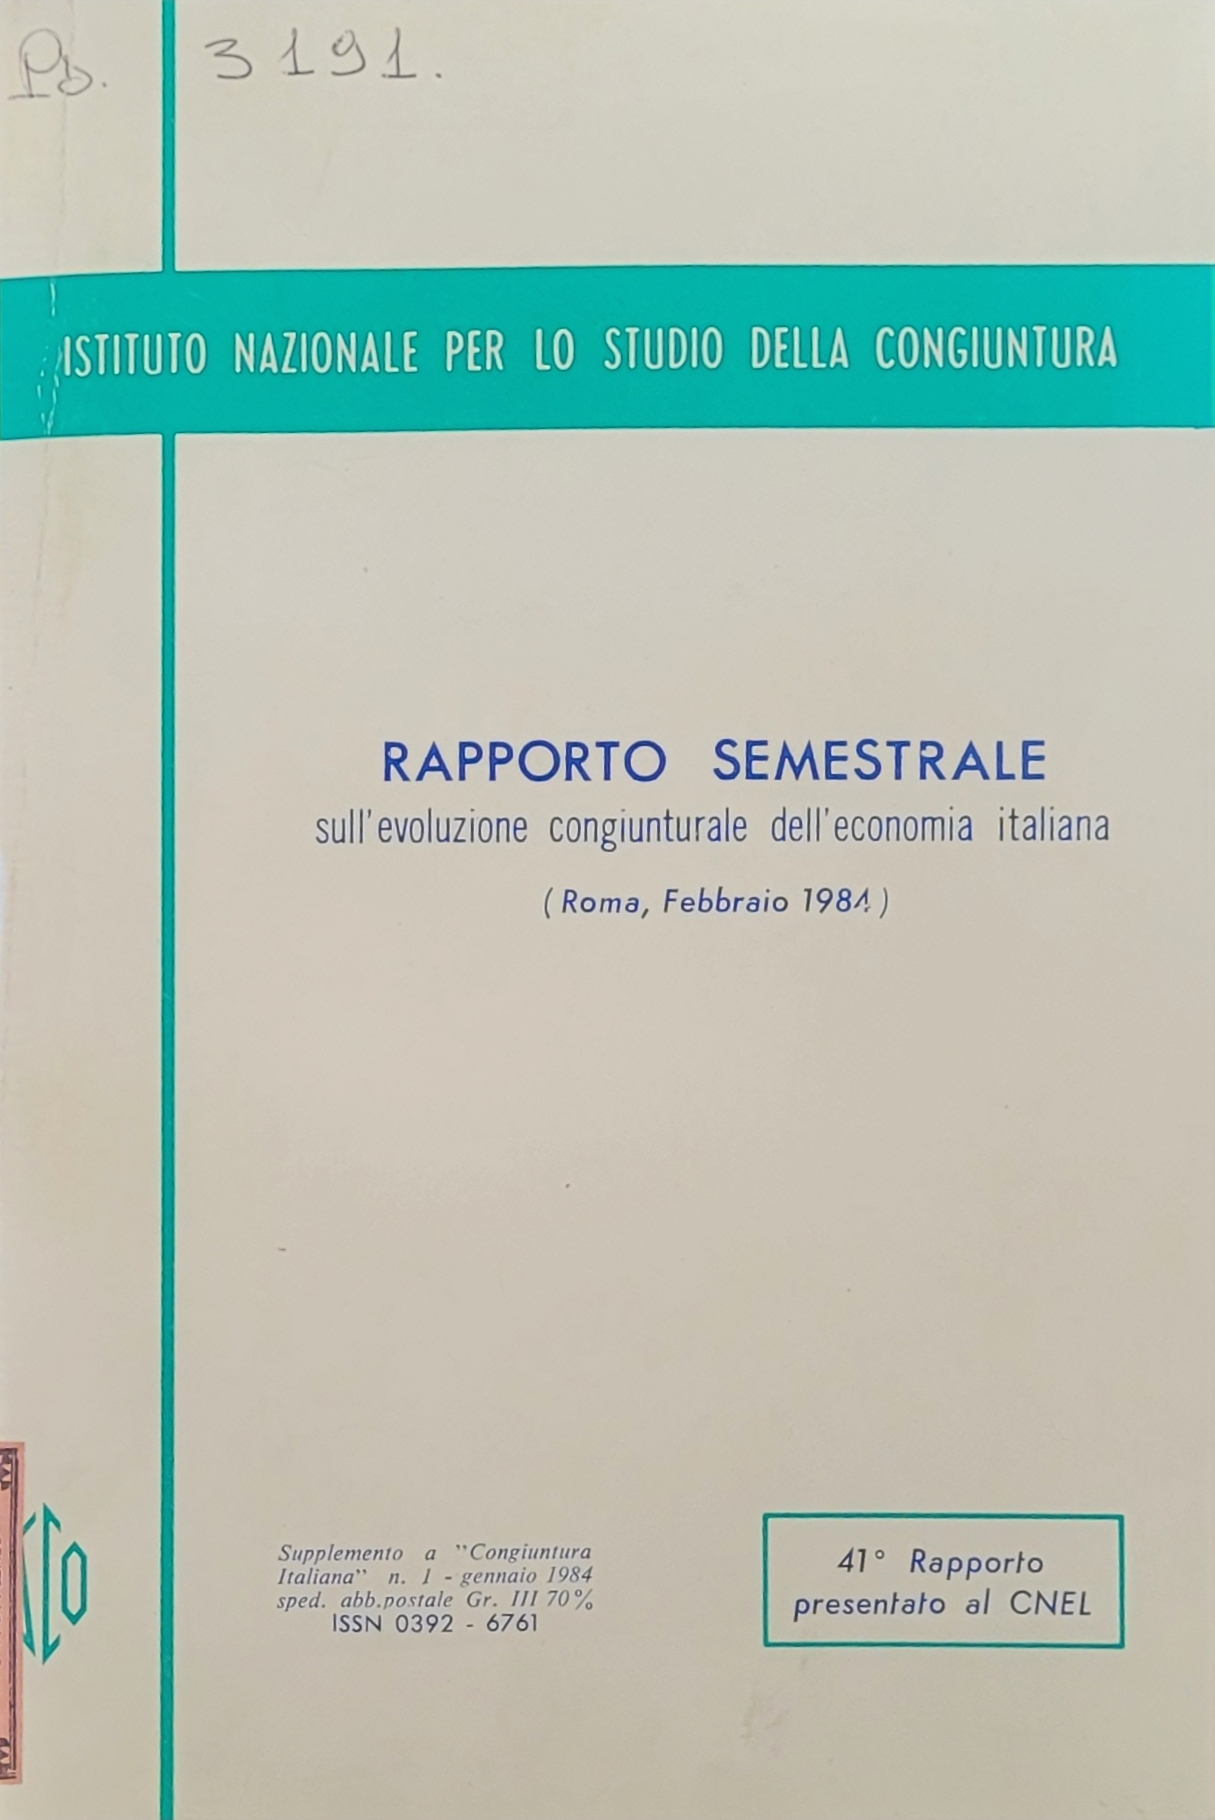 Pb. 3191.
ISTITUTO NAZIONALE PER LO STUDIO DELLA CONGIUNTURA
RAPPORTO SEMESTRALE
sull'evoluzione congiunturale dell'economia italiana
(Roma, Febbraio 1984)
Supplemento a "Congiuntura
Italiana" n. 1 - gennaio 1984
sped. abb.postale Gr. III 70%
ISSN 0392 - 6761
41° Rapporto
presentato al CNEL